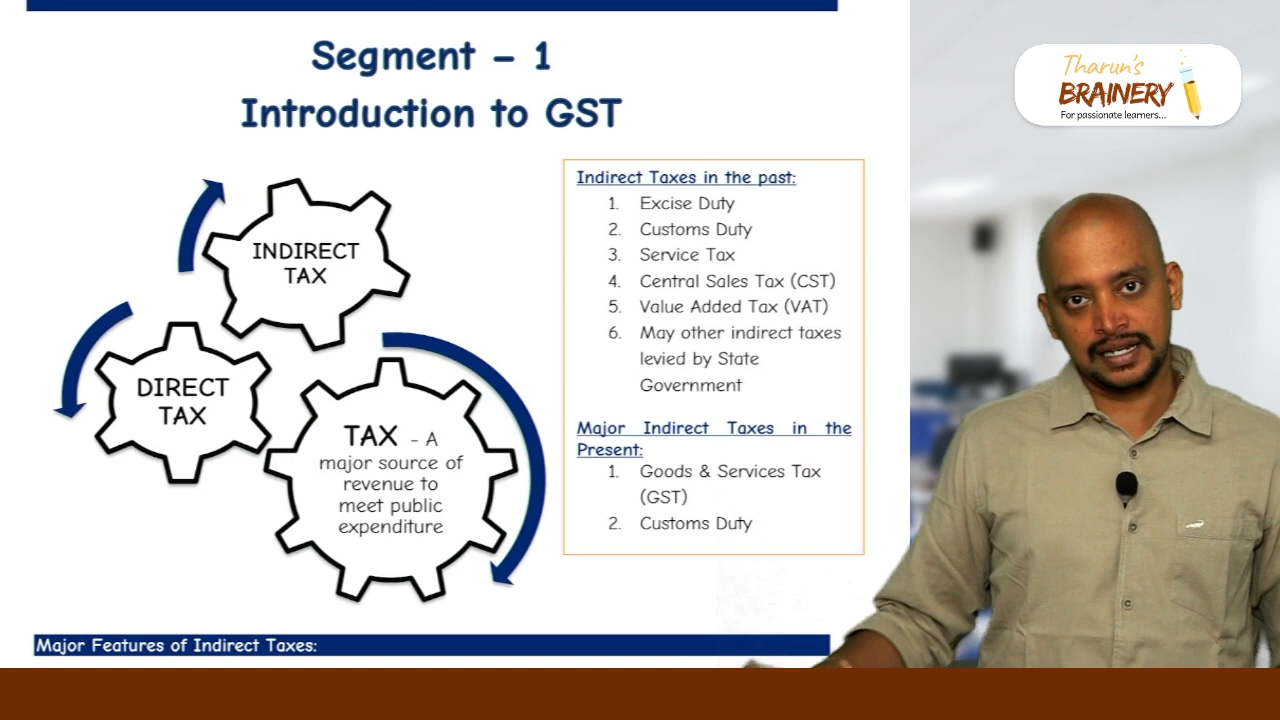 Segment – 1
Introduction to GST
INDIRECT
TAX
DIRECT
TAX
TAX - A
major source of
revenue to
meet public
expenditure
Indirect Taxes in the past:
1. Excise Duty
2. Customs Duty
3. Service Tax
4. Central Sales Tax (CST)
5. Value Added Tax (VAT)
6. May other indirect taxes
levied by State
Government
Major Indirect Taxes in the
Present:
1. Goods & Services Tax
(GST)
2. Customs Duty
Major Features of Indirect Taxes:
Tharun's
BRAINERY
For passionate learners...